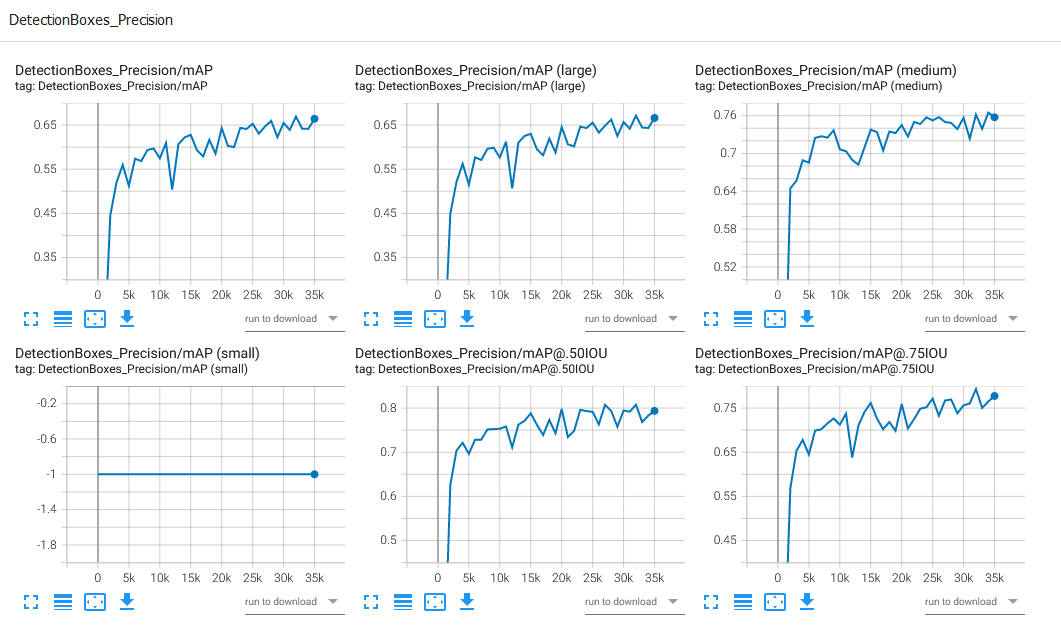 DetectionBoxes_Precision
DetectionBoxes_Precision/mAP
tag: DetectionBoxes_Precision/mAP
0.65
0.55
0.45
0.35
0 5k 10k 15k 20k 25k 30k 35k
run to download
DetectionBoxes_Precision/mAP (large)
tag: DetectionBoxes_Precision/mAP (large)
0.65
0.55
0.45
0.35
0 5k 10k 15k 20k 25k 30k 35k
run to download
DetectionBoxes_Precision/mAP (medium)
tag: DetectionBoxes_Precision/mAP (medium)
0.76
0.7
0.64
0.58
0.52
0 5k 10k 15k 20k 25k 30k 35k
run to download
DetectionBoxes_Precision/mAP (small)
tag: DetectionBoxes_Precision/mAP (small)
-0.2
-0.6
-1
-1.4
-1.8
0 5k 10k 15k 20k 25k 30k 35k
run to download
DetectionBoxes_Precision/mAP@.50IOU
tag: DetectionBoxes_Precision/mAP@.50IOU
0.8
0.7
0.6
0.5
0 5k 10k 15k 20k 25k 30k 35k
run to download
DetectionBoxes_Precision/mAP@.75IOU
tag: DetectionBoxes_Precision/mAP@.75IOU
0.75
0.65
0.55
0.45
0 5k 10k 15k 20k 25k 30k 35k
run to download